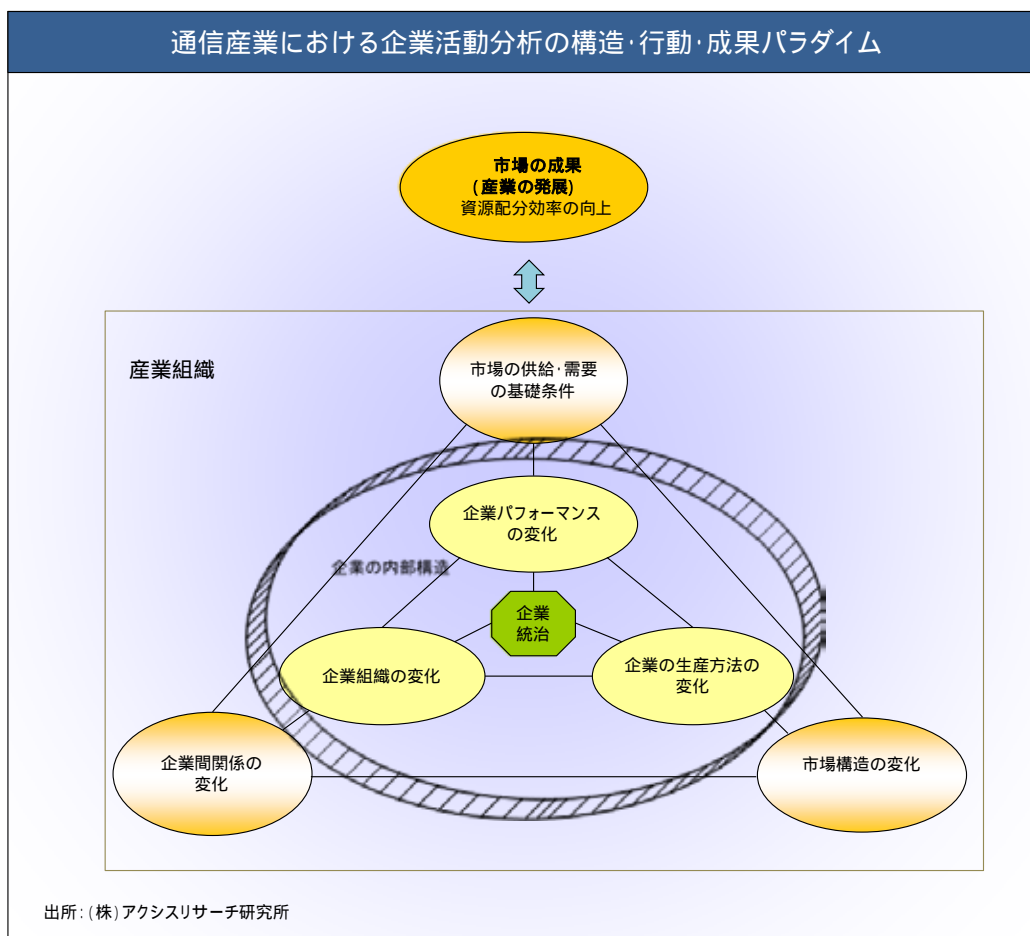 通信産業における企業活動分析の構造・行動・成果パラダイム
市場の成果
(産業の発展)
資源配分効率の向上
産業組織
市場の供給・需要
の基礎条件
企業パフォーマンス
の変化
企業の内部構造
企業
統治
企業組織の変化
企業の生産方法の
変化
企業間関係の
変化
市場構造の変化
出所：(株)アクシスリサーチ研究所